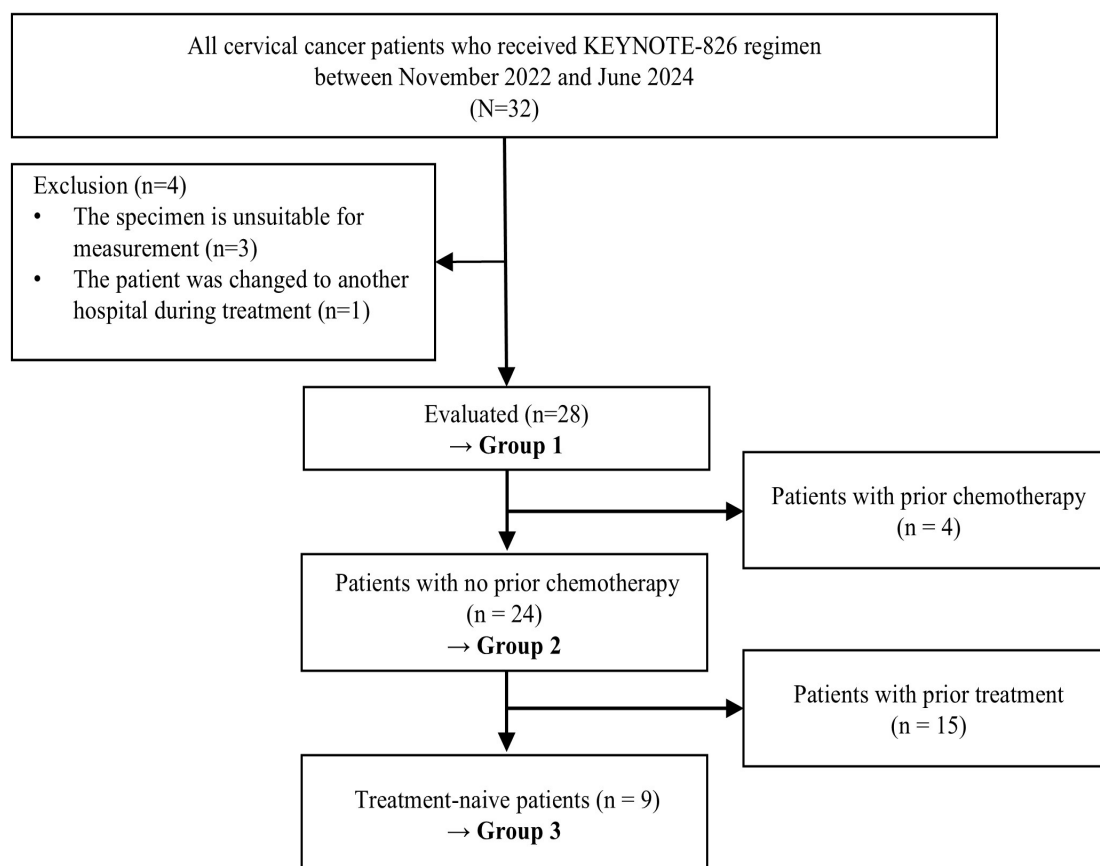 All cervical cancer patients who received KEYNOTE-826 regimen
between November 2022 and June 2024
(N=32)
Exclusion (n=4)
• The specimen is unsuitable for
measurement (n=3)
• The patient was changed to another
hospital during treatment (n=1)
Evaluated (n=28)
→ Group 1
Patients with prior chemotherapy
(n = 4)
Patients with no prior chemotherapy
(n = 24)
→ Group 2
Patients with prior treatment
(n = 15)
Treatment-naive patients (n = 9)
→ Group 3